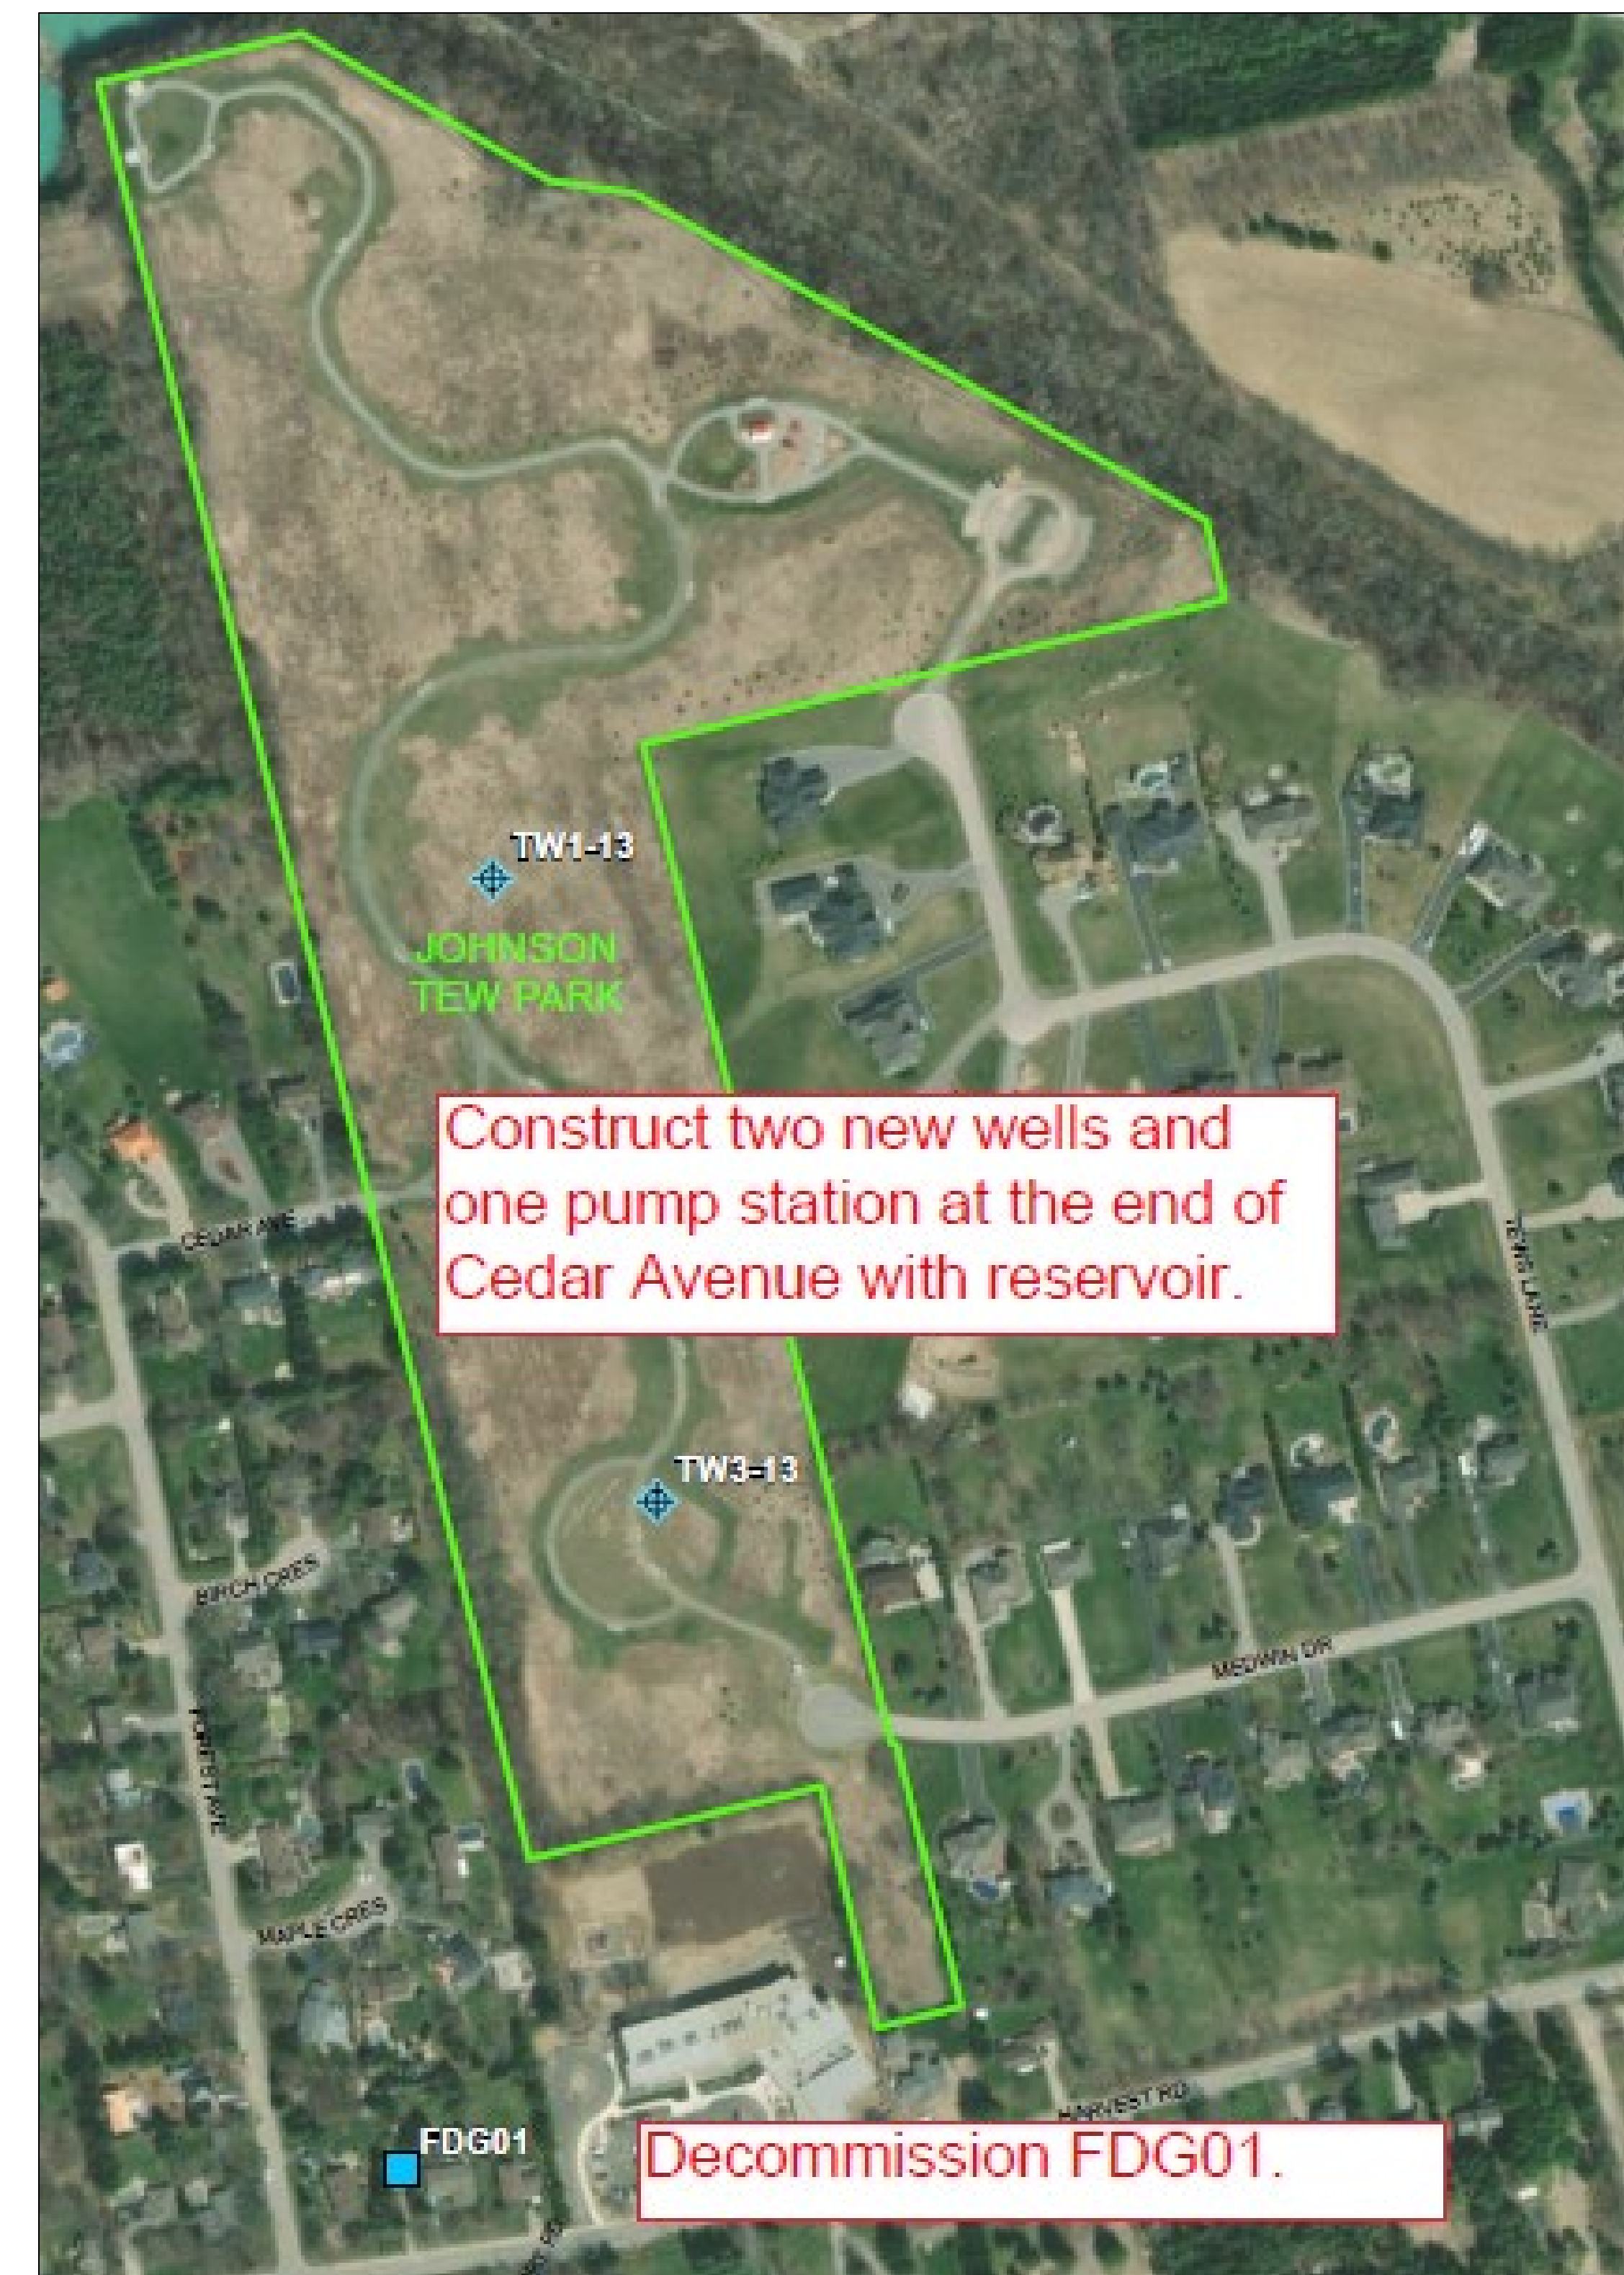 TW1-13
JOHNSON
TEW PARK
Construct two new wells and
one pump station at the end of
Cedar Avenue with reservoir.
CEDAR AVE
TEWS LANE
TW3-13
BIRCH CRES
MEDWIN DR
FOREST AVE
MAPLE CRES
HARVEST RD
FDG01
Decommission FDG01.
RD